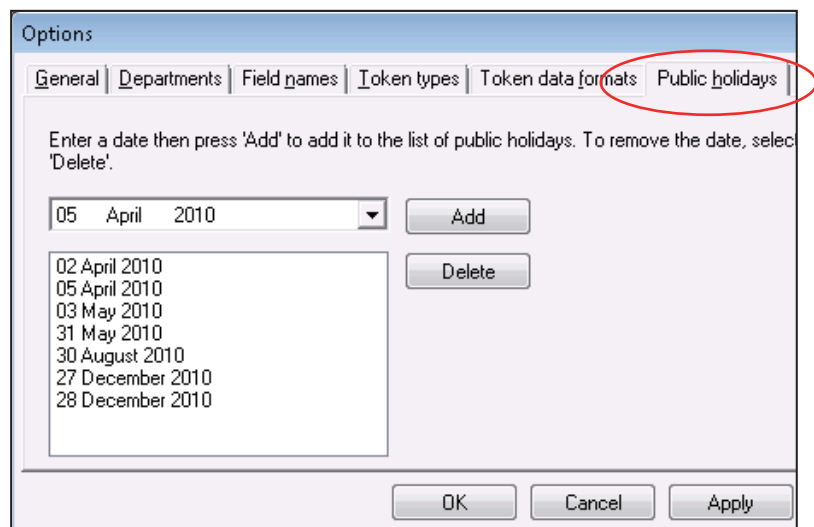 Options
General Departments Field names Token types Token data formats Public holidays
Enter a date then press 'Add' to add it to the list of public holidays. To remove the date,
'Delete'.
05 April 2010
Add
02 April 2010
05 April 2010
03 May 2010
31 May 2010
30 August 2010
27 December 2010
28 December 2010
Delete
OK Cancel Apply